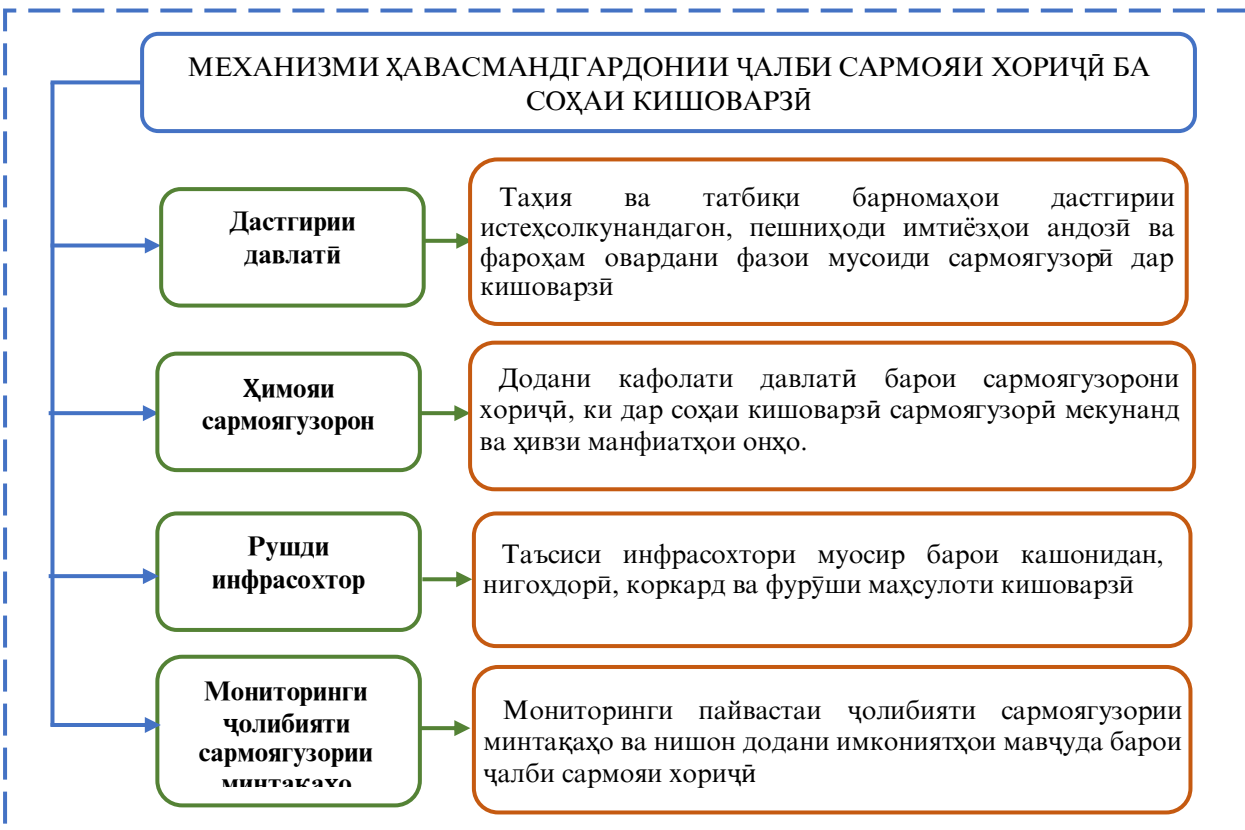 МЕХАНИЗМИ ҲАВАСМАНДГАРДОНИИ ҶАЛБИ САРМОЯИ ХОРИҶӢ БА
СОҲАИ КИШОВАРЗӢ
Дастгирии
давлатӣ
Таҳия ва татбиқи барномаҳои дастгирии
истеҳсолкунандагон, пешниҳоди имтиёзҳои андозӣ ва
фароҳам овардани фазои мусоиди сармоягузорӣ дар
кишоварзӣ
Ҳимояи
сармоягузорон
Додани кафолати давлатӣ барои сармоягузорони
хориҷӣ, ки дар соҳаи кишоварзӣ сармоягузорӣ мекунанд
ва ҳивзи манфиатҳои онҳо.
Рушди
инфрасохтор
Таъсиси инфрасохтори муосир барои кашонидан,
нигоҳдорӣ, коркард ва фурӯши маҳсулоти кишоварзӣ
Мониторинги
ҷолибияти
сармоягузории
минтақаҳо
Мониторинги пайвастаи ҷолибияти сармоягузории
минтақаҳо ва нишон додани имкониятҳои мавҷуда барои
ҷалби сармояи хориҷӣ